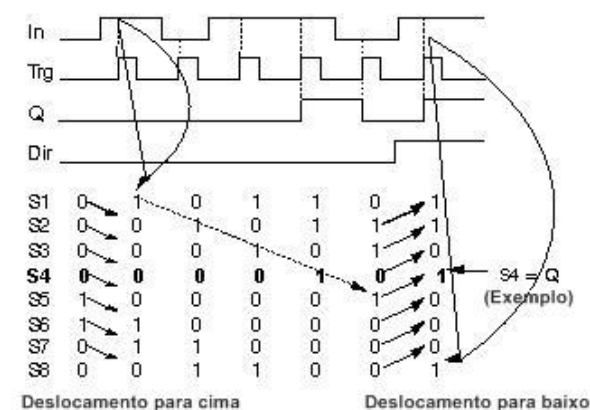 In
Trg
Q
Dir
S1 0 1 0 1 1 0 1
S2 0 0 1 0 1 1 1
S3 0 0 0 1 0 1 0
S4 0 0 0 0 1 0 1 S4 = Q
S5 1 0 0 0 0 1 0 (Exemplo)
S6 1 1 0 0 0 0 0
S7 0 1 1 0 0 0 0
S8 0 0 1 1 0 0 1
Deslocamento para cima Deslocamento para baixo